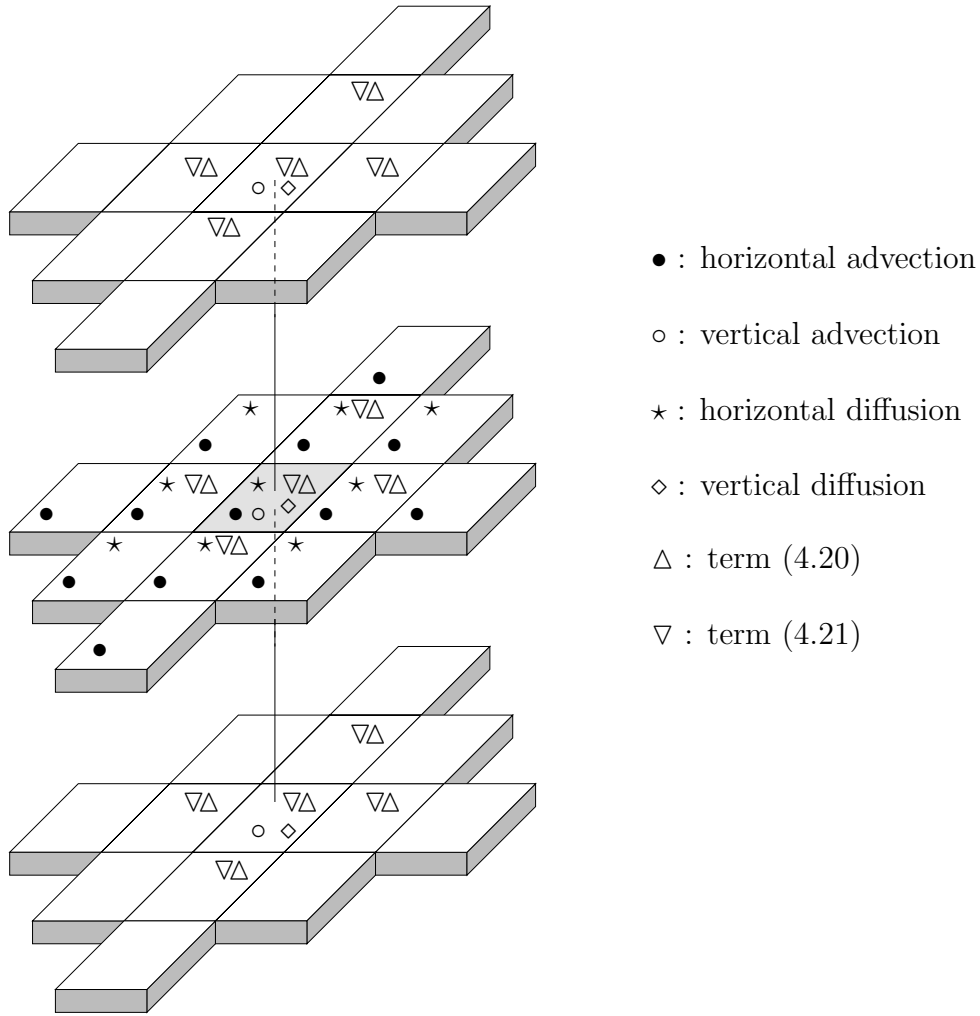 ● : horizontal advection
○ : vertical advection
⋆ : horizontal diffusion
◇ : vertical diffusion
△ : term (4.20)
▽ : term (4.21)